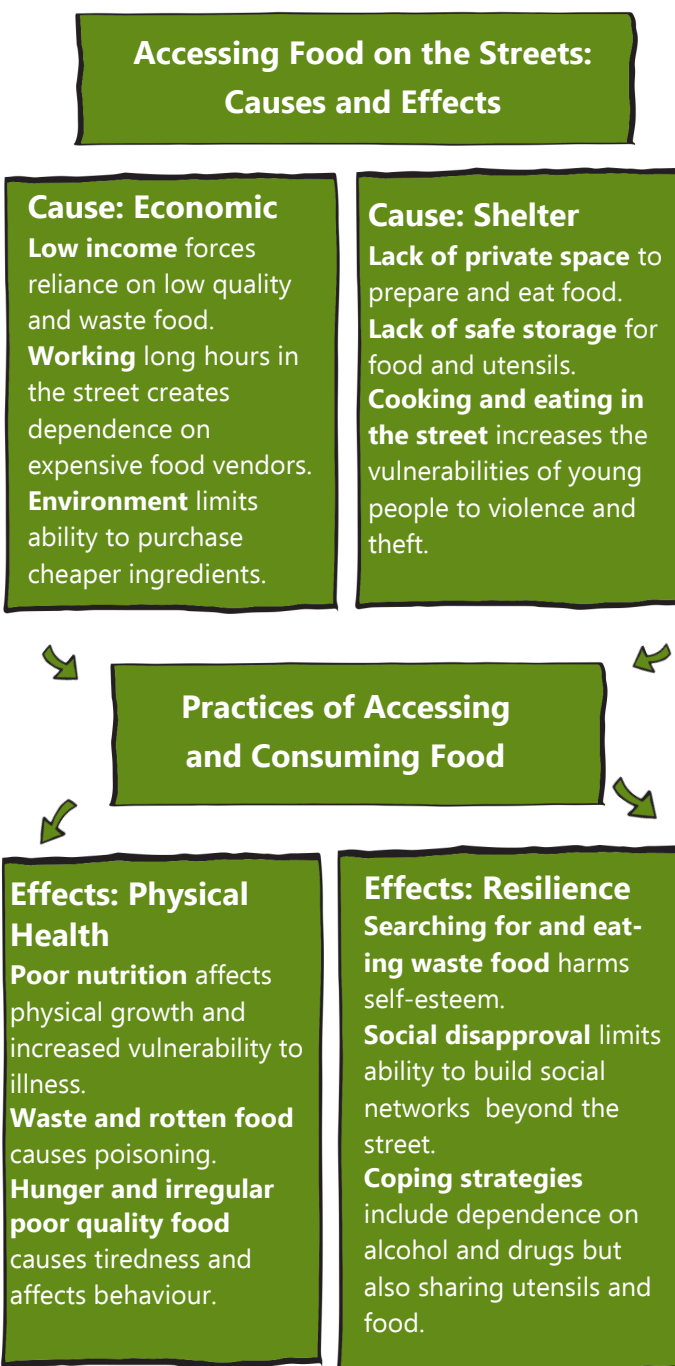 Accessing Food on the Streets:
Causes and Effects
Cause: Economic
Low income forces
reliance on low quality
and waste food.
Working long hours in
the street creates
dependence on
expensive food vendors.
Environment limits
ability to purchase
cheaper ingredients.
Cause: Shelter
Lack of private space to
prepare and eat food.
Lack of safe storage for
food and utensils.
Cooking and eating in
the street increases the
vulnerabilities of young
people to violence and
theft.
Practices of Accessing
and Consuming Food
Effects: Physical
Health
Poor nutrition affects
physical growth and
increased vulnerability to
illness.
Waste and rotten food
causes poisoning.
Hunger and irregular
poor quality food
causes tiredness and
affects behaviour.
Effects: Resilience
Searching for and eat-
ing waste food harms
self-esteem.
Social disapproval limits
ability to build social
networks  beyond the
street.
Coping strategies
include dependence on
alcohol and drugs but
also sharing utensils and
food.